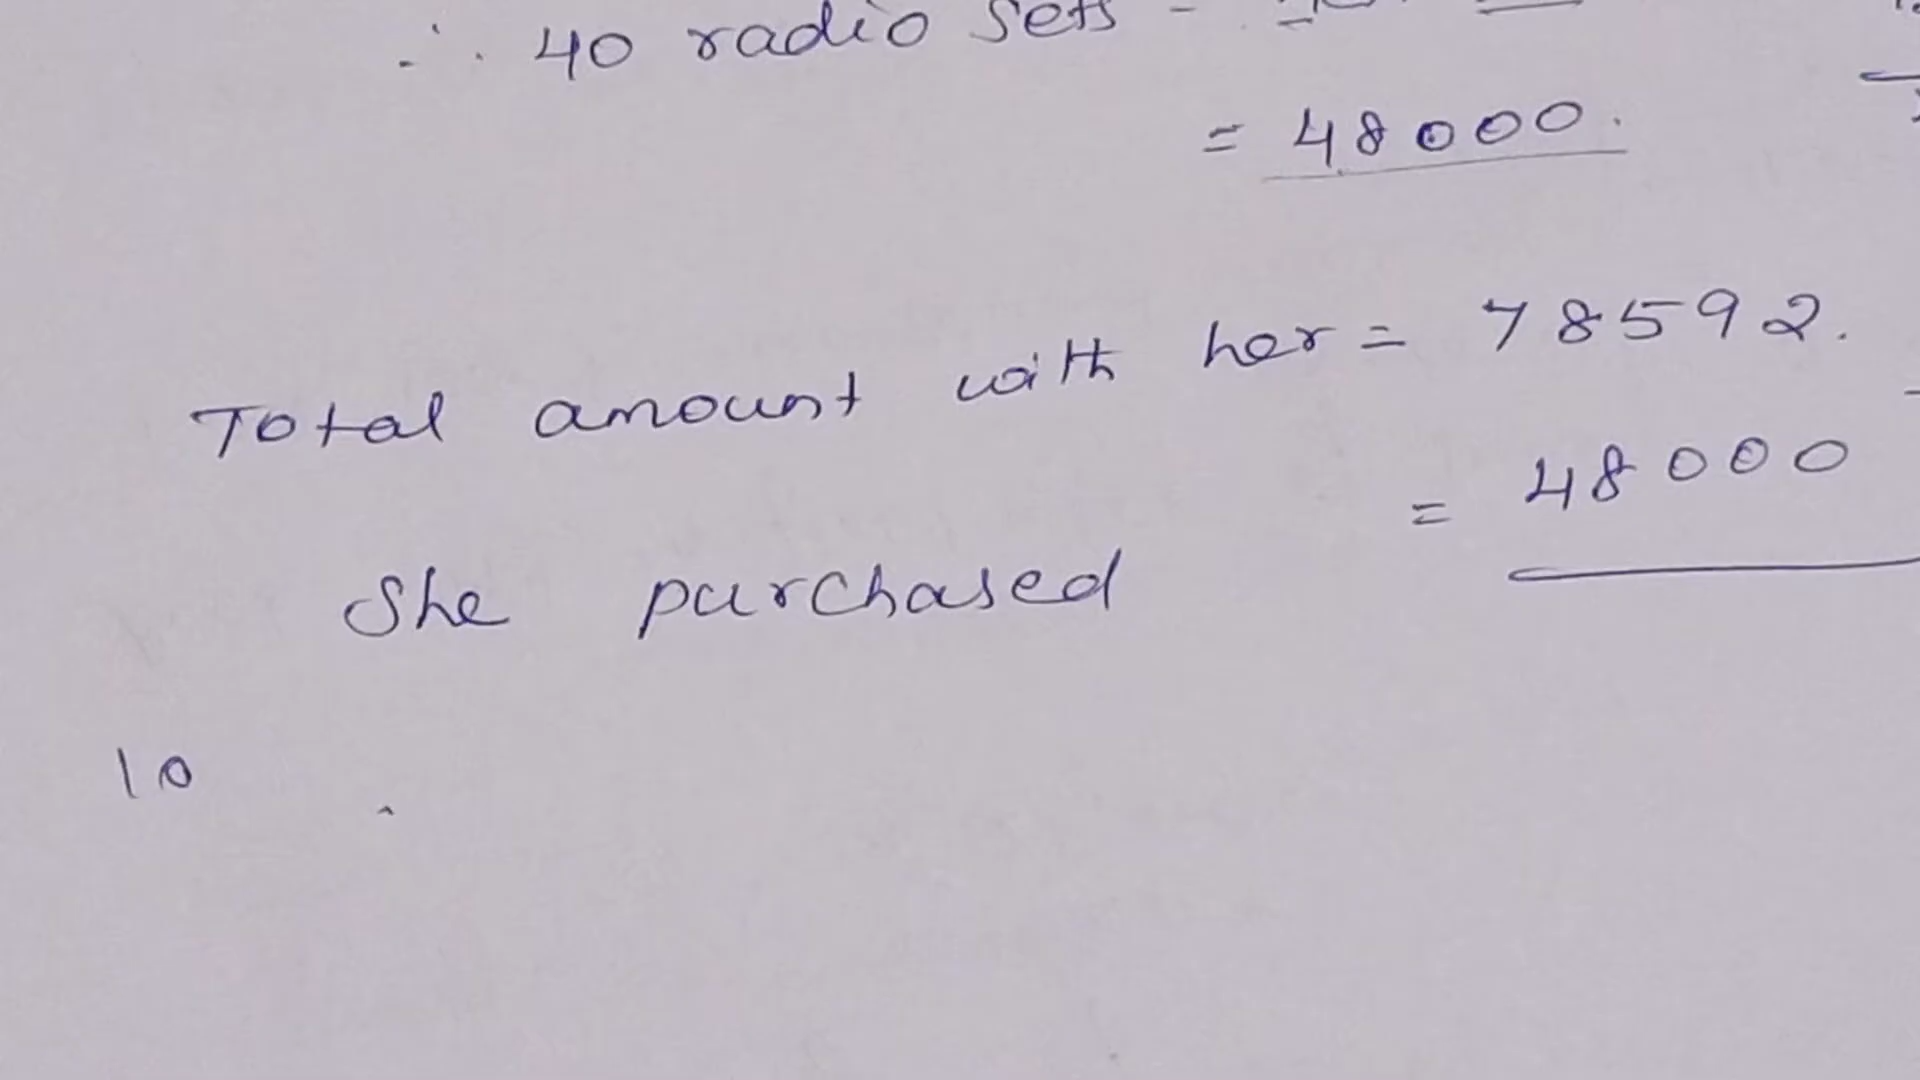 ∴ 40 radio sets -
= 48000.
Total amount with her = 78592.
She purchased = 48000
10